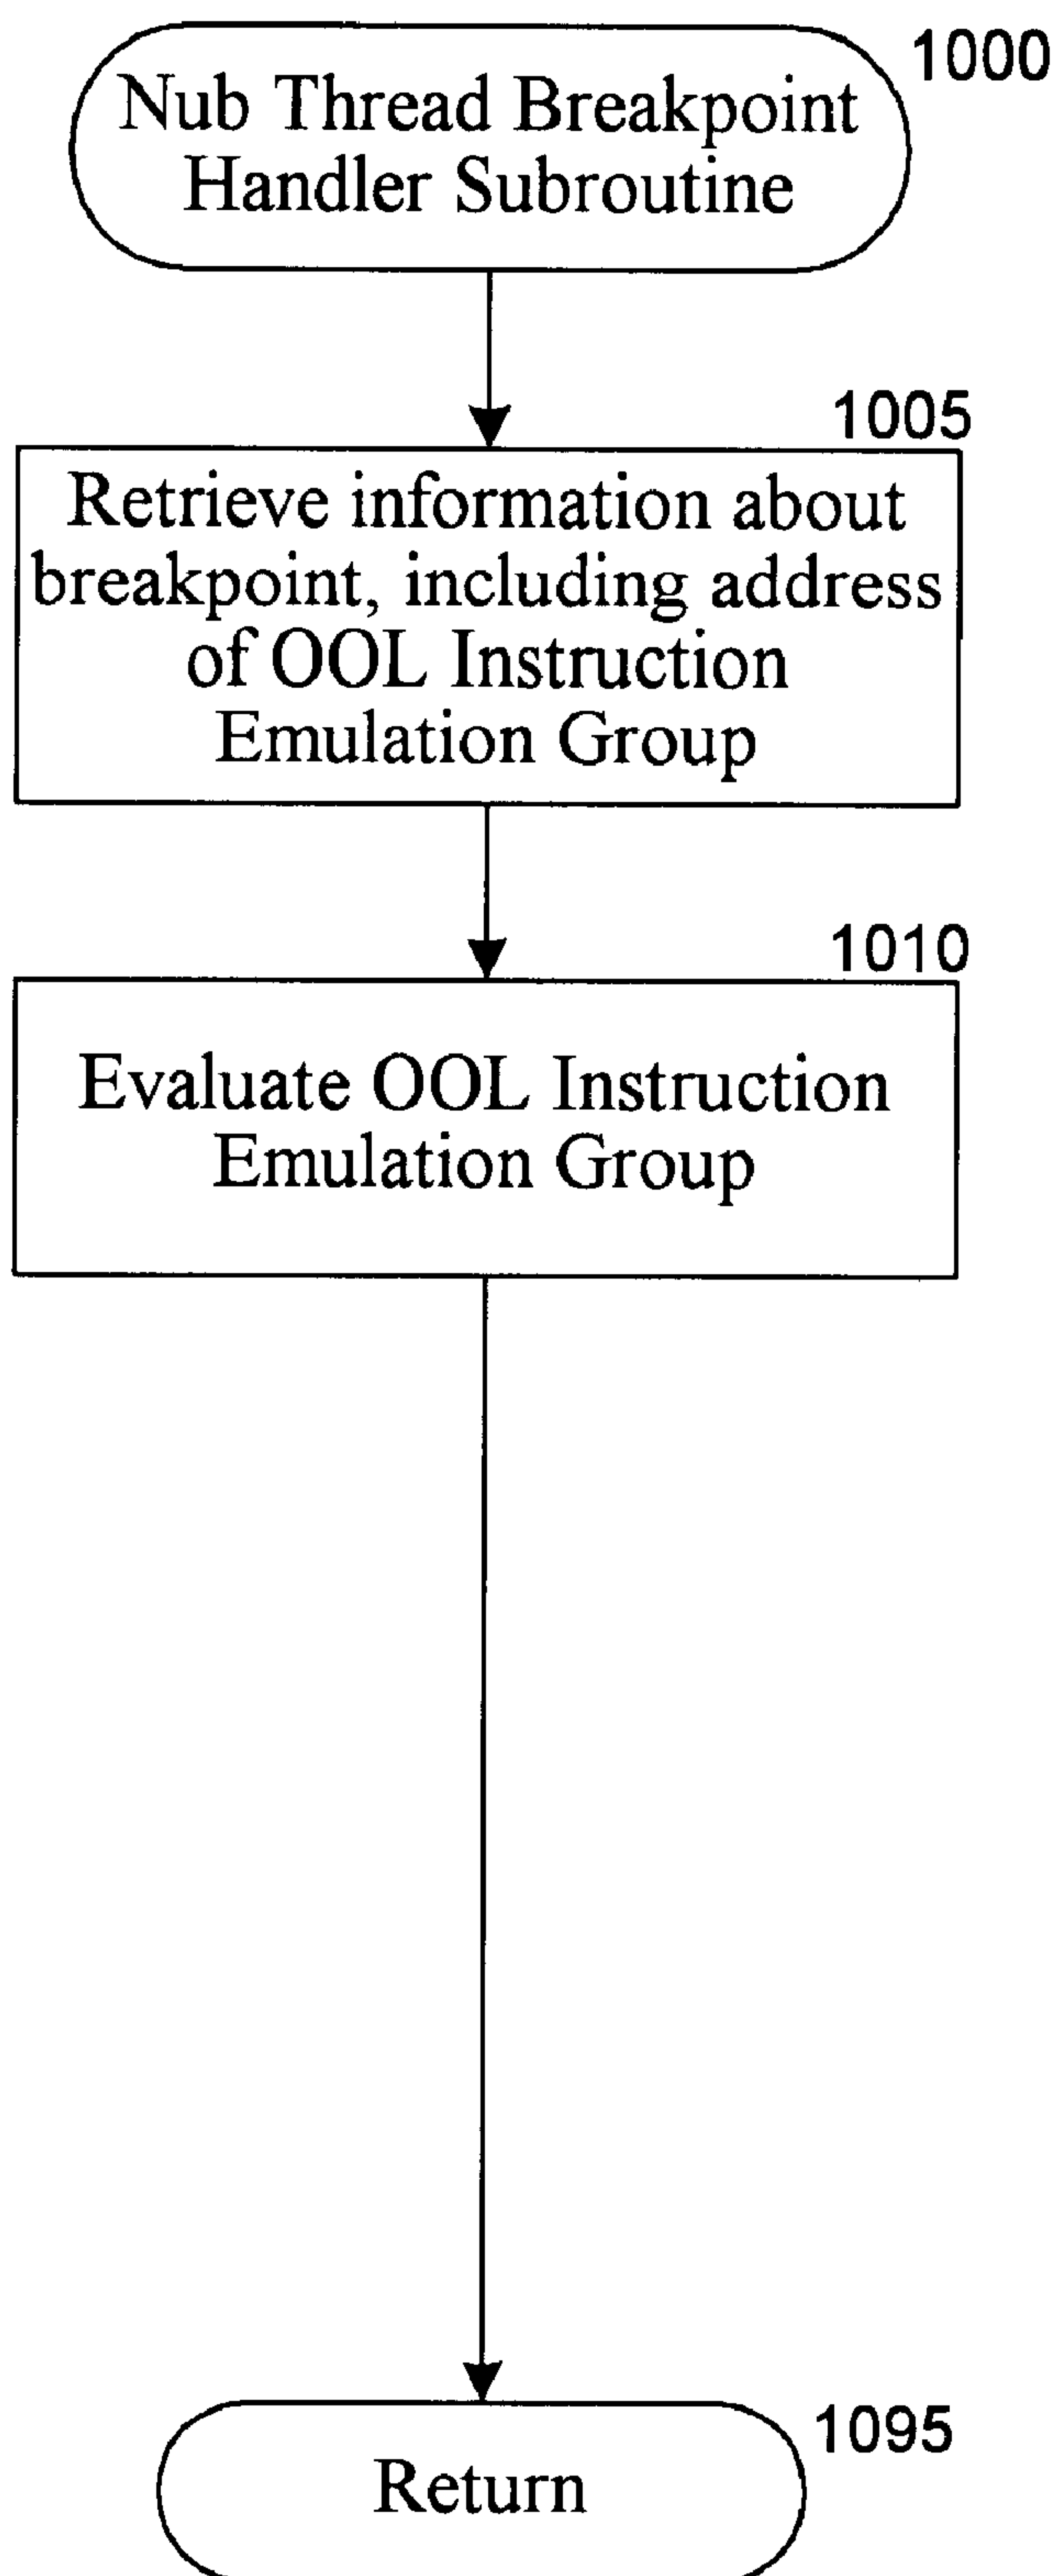 1000
Nub Thread Breakpoint
Handler Subroutine
1005
Retrieve information about
breakpoint, including address
of OOL Instruction
Emulation Group
1010
Evaluate OOL Instruction
Emulation Group
1095
Return